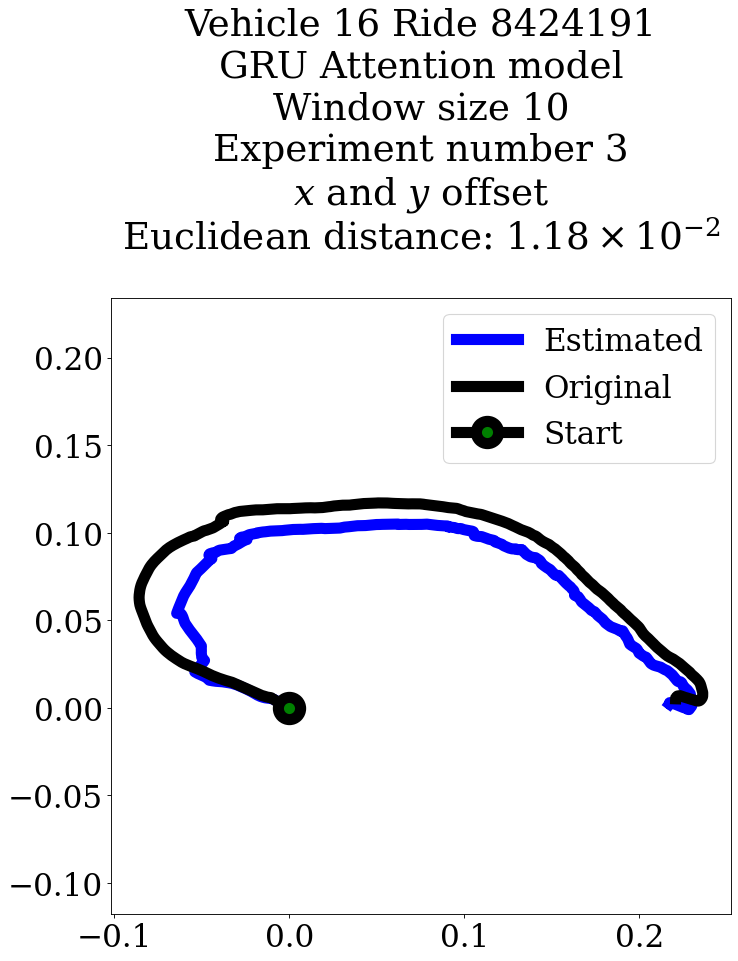 Vehicle 16 Ride 8424191
GRU Attention model
Window size 10
Experiment number 3
x and y offset
Euclidean distance: 1.18 × 10⁻²
Estimated
Original
Start
0.20
0.15
0.10
0.05
0.00
−0.05
−0.10
−0.1 0.0 0.1 0.2